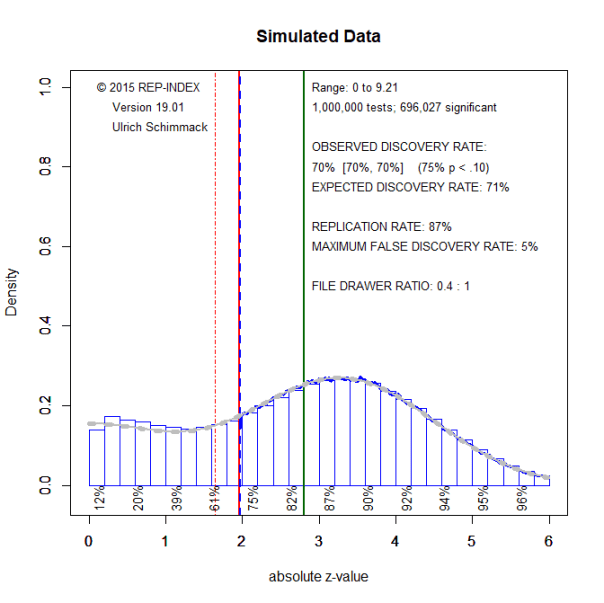 Simulated Data
© 2015 REP-INDEX
Version 19.01
Ulrich Schimmack
Range: 0 to 9.21
1,000,000 tests; 696,027 significant
OBSERVED DISCOVERY RATE:
70% [70%, 70%] (75% p < .10)
EXPECTED DISCOVERY RATE: 71%
REPLICATION RATE: 87%
MAXIMUM FALSE DISCOVERY RATE: 5%
FILE DRAWER RATIO: 0.4 : 1
Density
1.0
0.8
0.6
0.4
0.2
0.0
12% 20% 39% 61% 75% 82% 87% 90% 92% 94% 95% 96%
0 1 2 3 4 5 6
absolute z-value